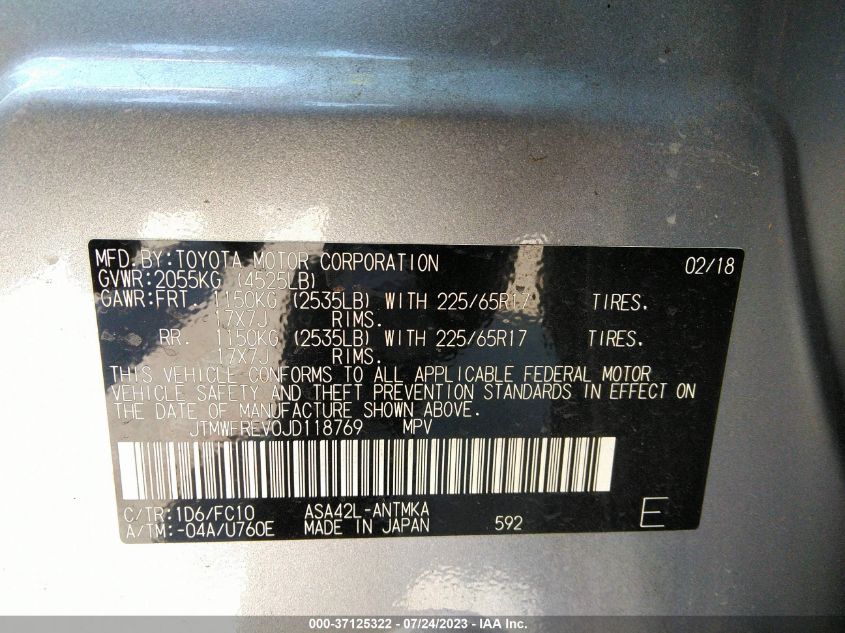 MFD.BY:TOYOTA MOTOR CORPORATION 02/18
GVWR:2055KG (4525LB)
GAWR:FRT 1150KG (2535LB) WITH 225/65R17 TIRES.
17X7J RIMS.
RR. 1150KG (2535LB) WITH 225/65R17 TIRES.
17X7J RIMS.
THIS VEHICLE CONFORMS TO ALL APPLICABLE FEDERAL MOTOR
VEHICLE SAFETY AND THEFT PREVENTION STANDARDS IN EFFECT ON
THE DATE OF MANUFACTURE SHOWN ABOVE.
JTMWFREV0JD118769 MPV
C/TR:1D6/FC10 ASA42L-ANTMKA
A/TM:-04A/U760E MADE IN JAPAN 592 E
000-37125322 / 07/24/2023 - IAA Inc.